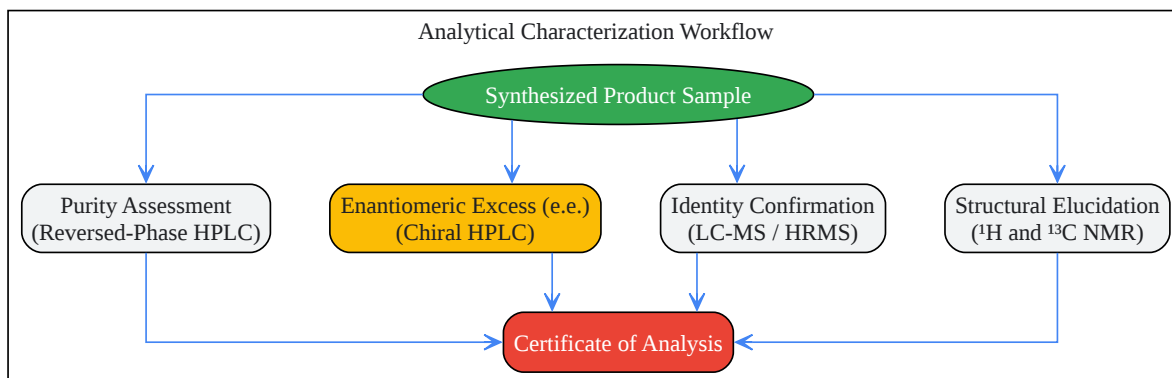 Analytical Characterization Workflow
Synthesized Product Sample
Purity Assessment
(Reversed-Phase HPLC)
Enantiomeric Excess (e.e.)
(Chiral HPLC)
Identity Confirmation
(LC-MS / HRMS)
Structural Elucidation
(¹H and ¹³C NMR)
Certificate of Analysis